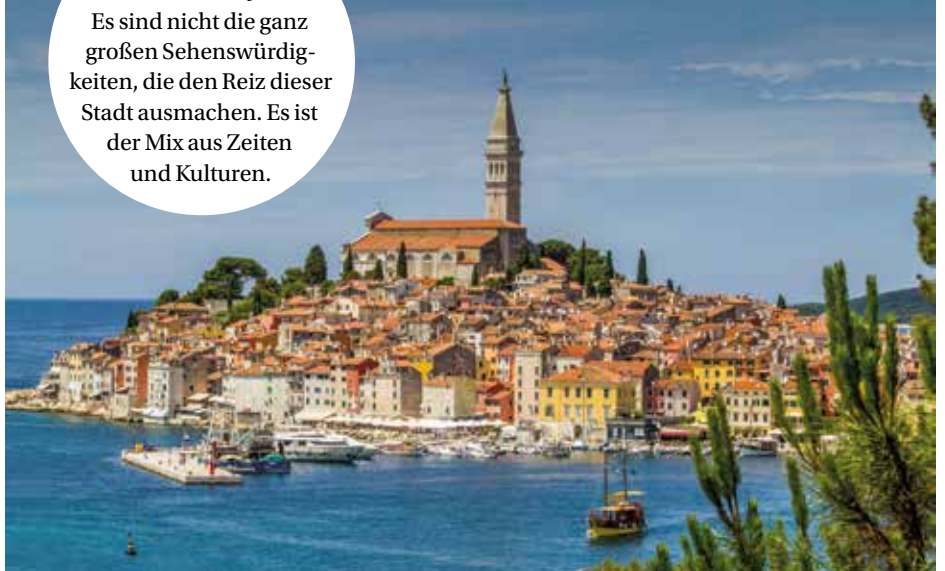 Es sind nicht die ganz
großen Sehenswürdig-
keiten, die den Reiz dieser
Stadt ausmachen. Es ist
der Mix aus Zeiten
und Kulturen.